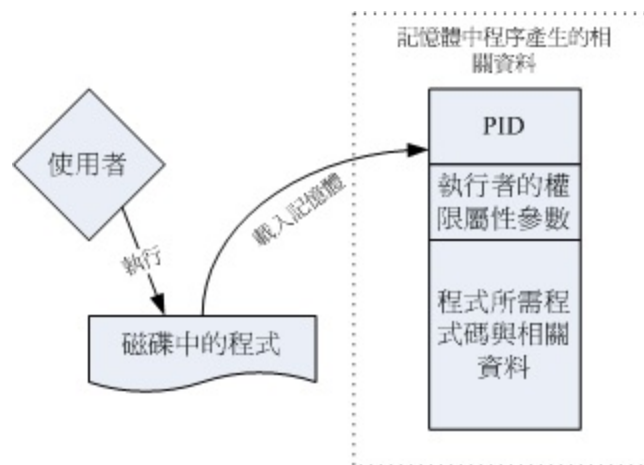 記憶體中程序產生的相
關資料
PID
使用者
執行者的權
限屬性參數
載入記憶體
執行
程式所需程
式碼與相關
資料
磁碟中的程式